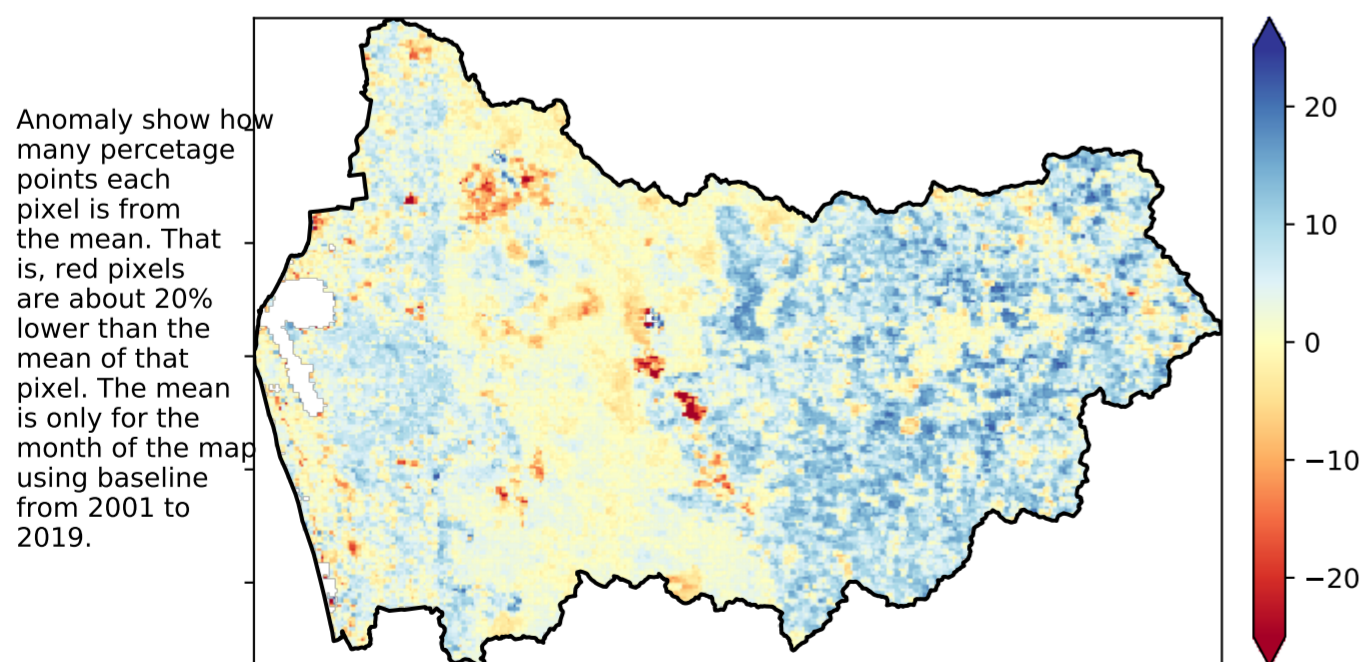 Anomaly show how
many percetage
points each
pixel is from
the mean. That
is, red pixels
are about 20%
lower than the
mean of that
pixel. The mean
is only for the
month of the map
using baseline
from 2001 to
2019.
20
10
0
−10
−20